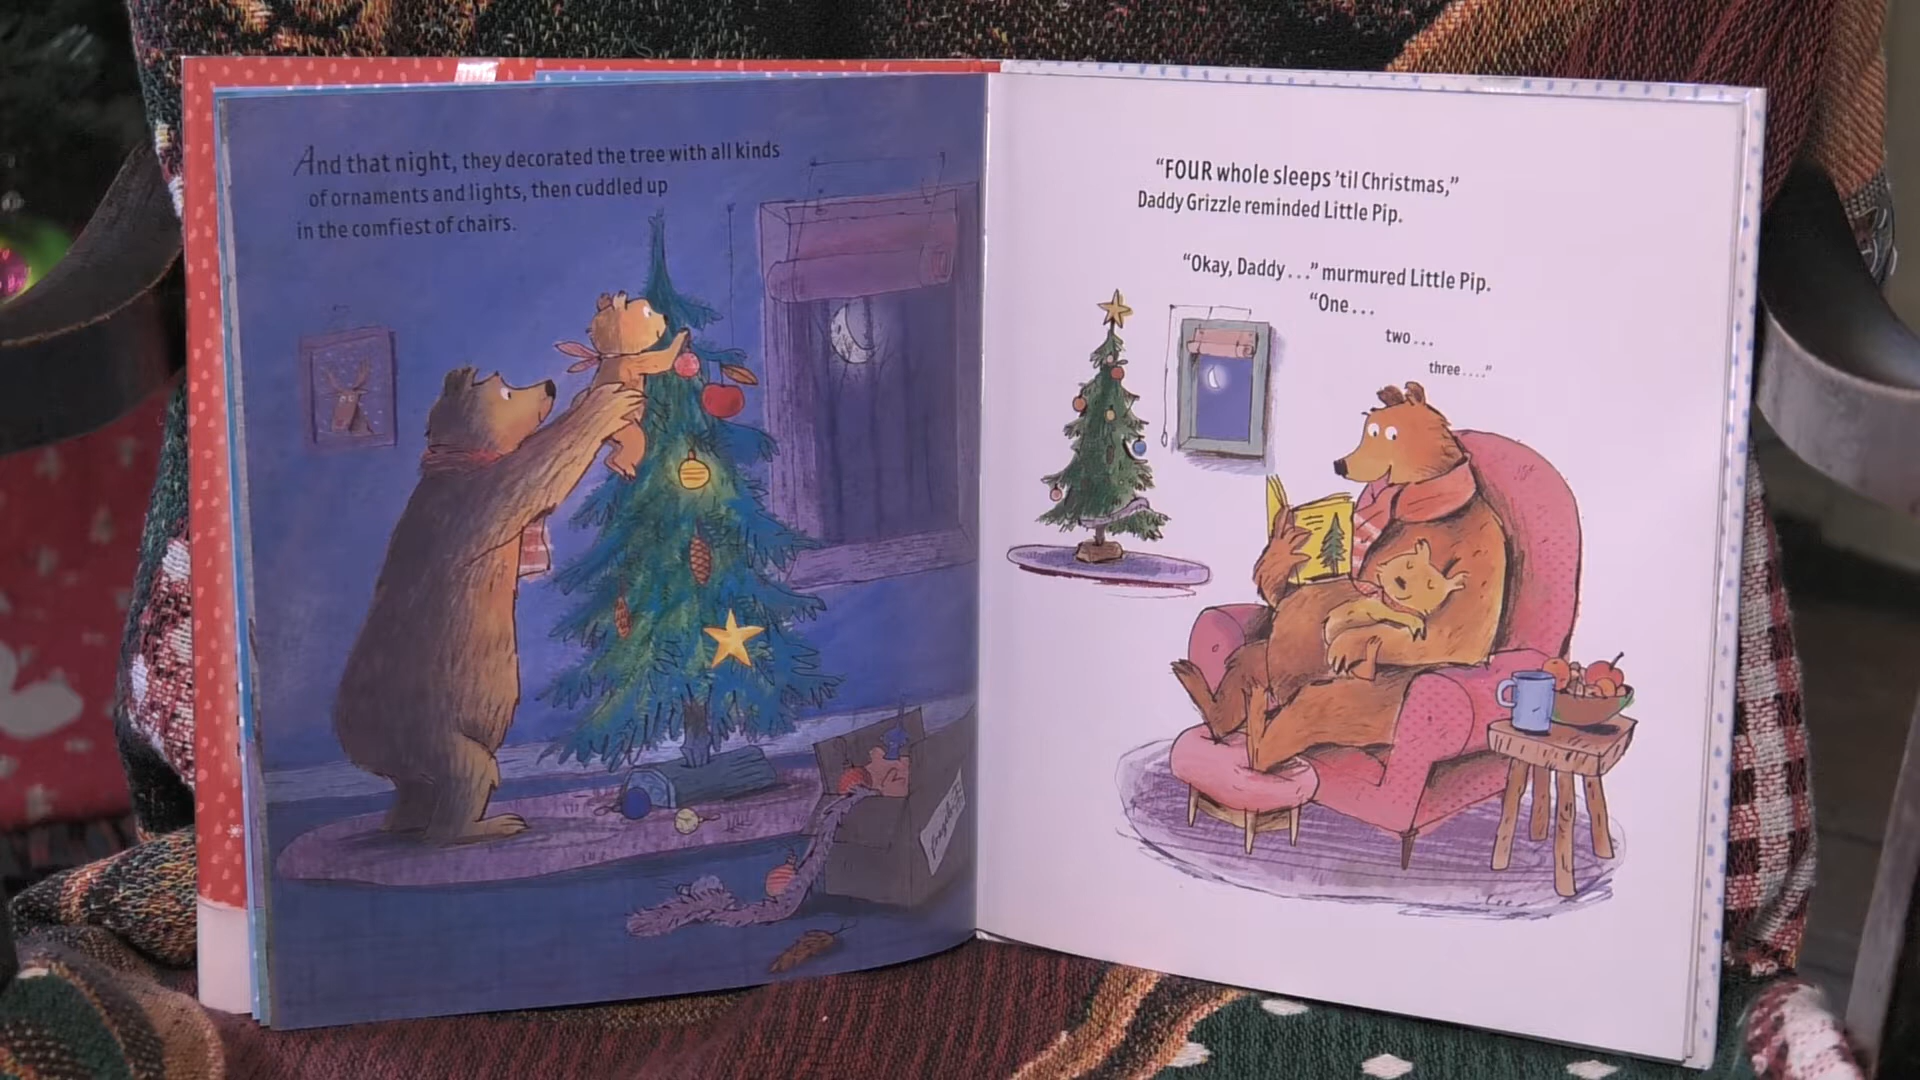 And that night, they decorated the tree with all kinds
of ornaments and lights, then cuddled up
in the comfiest of chairs.
“FOUR whole sleeps ’til Christmas,”
Daddy Grizzle reminded Little Pip.
“Okay, Daddy . . .” murmured Little Pip.
“One . . .
two . . .
three . . . .”